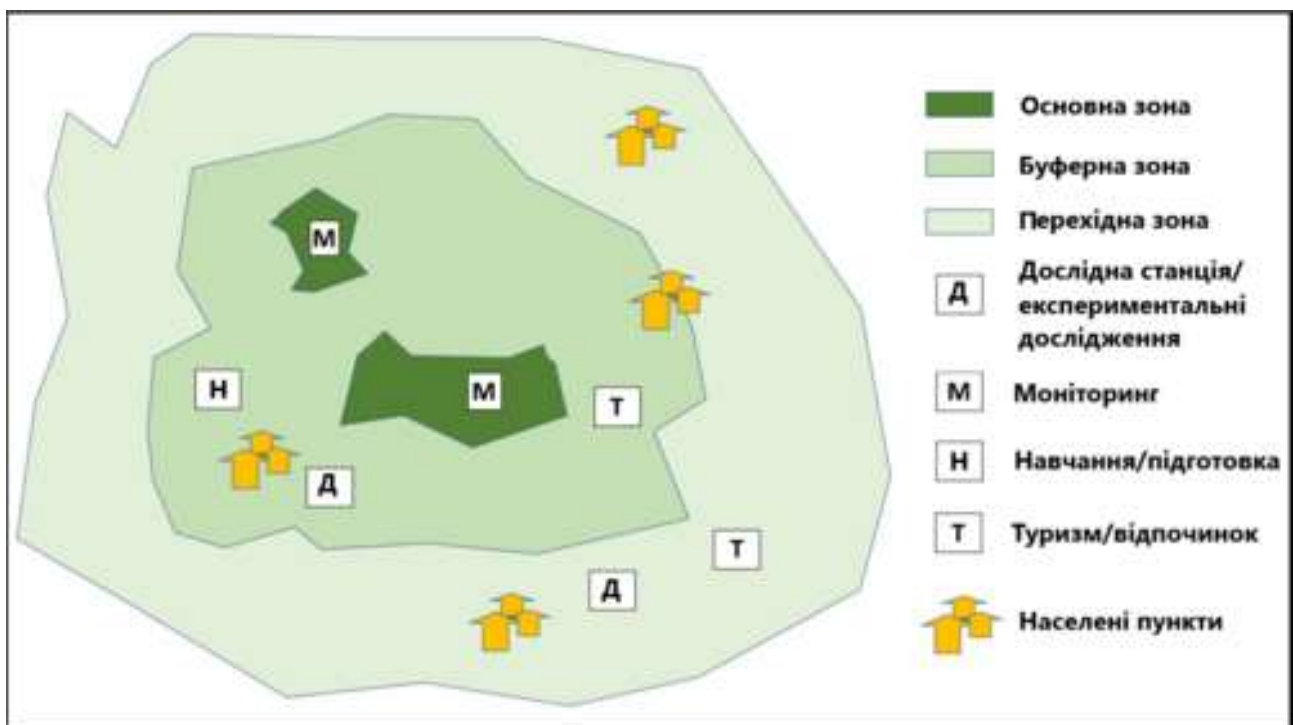 М
Н
М
Т
Д
Т
Д
Основна зона
Буферна зона
Перехідна зона
Д
Дослідна станція/
експериментальні
дослідження
М
Моніторинг
Н
Навчання/підготовка
Т
Туризм/відпочинок
Населені пункти